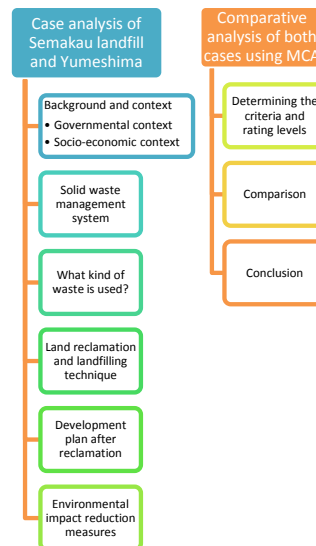 Case analysis of
Semakau landfill
and Yumeshima
Background and context
• Governmental context
• Socio-economic context
Solid waste
management
system
What kind of
waste is used?
Land reclamation
and landfilling
technique
Development
plan after
reclamation
Environmental
impact reduction
measures
Comparative
analysis of both
cases using MCA
Determining the
criteria and
rating levels
Comparison
Conclusion